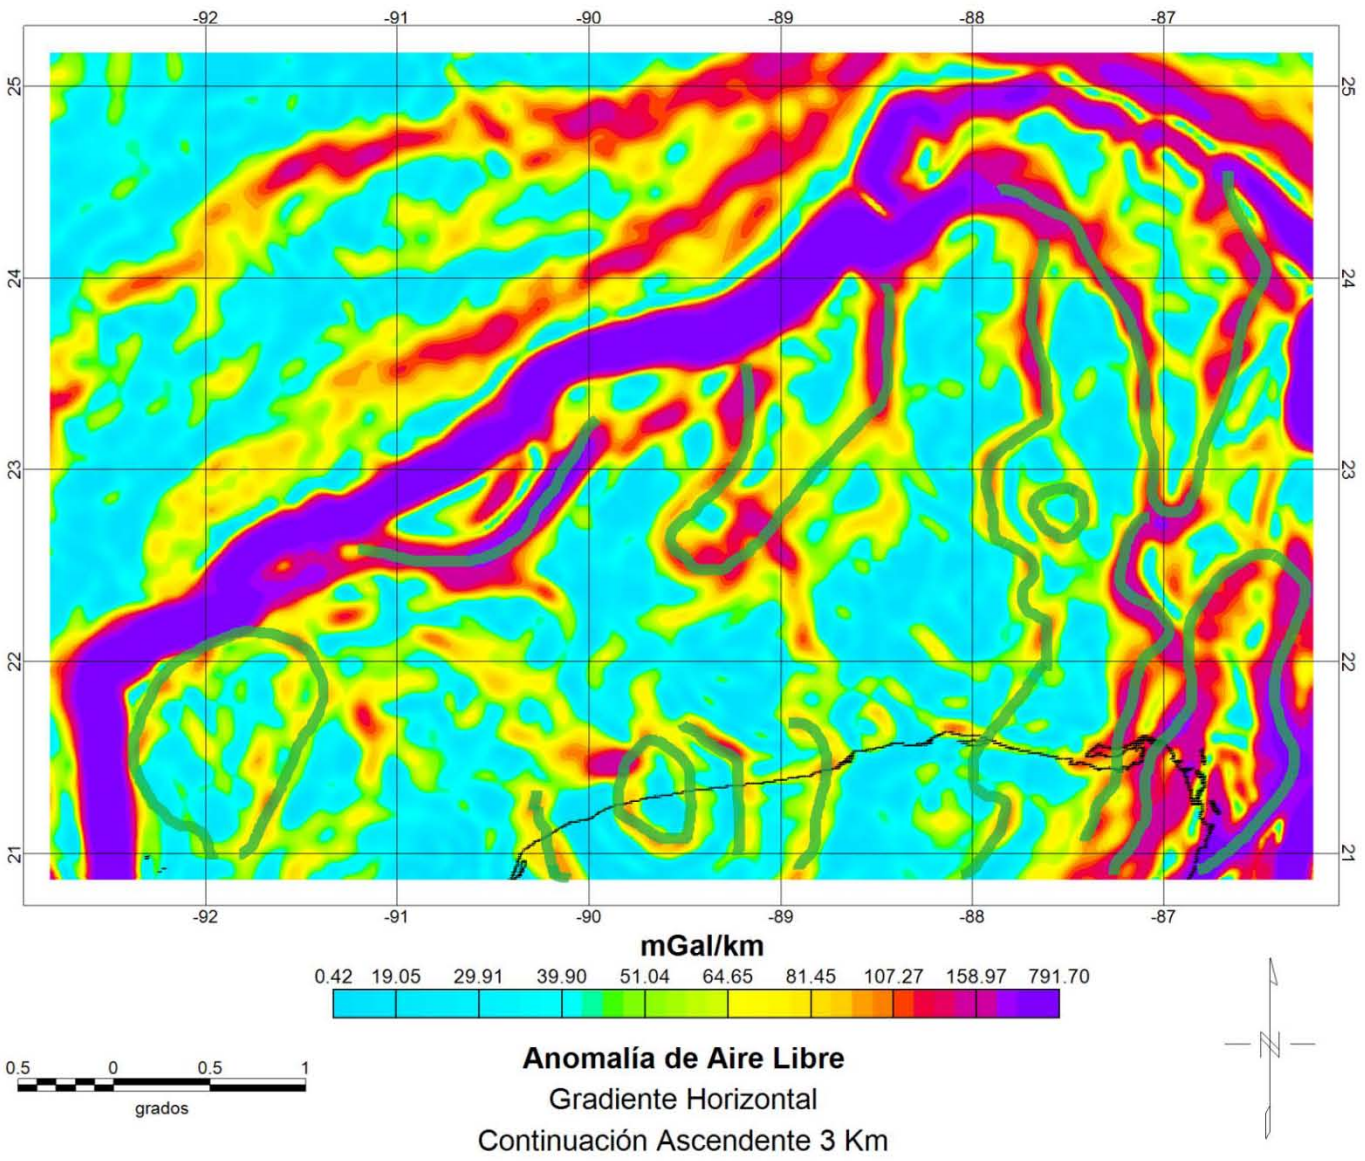 -92 -91 -90 -89 -88 -87
25 25
24 24
23 23
22 22
21 21
-92 -91 -90 -89 -88 -87
mGal/km
0.42 19.05 29.91 39.90 51.04 64.65 81.45 107.27 158.97 791.70
0.5 0 0.5 1
grados
Anomalía de Aire Libre
Gradiente Horizontal
Continuación Ascendente 3 Km
N